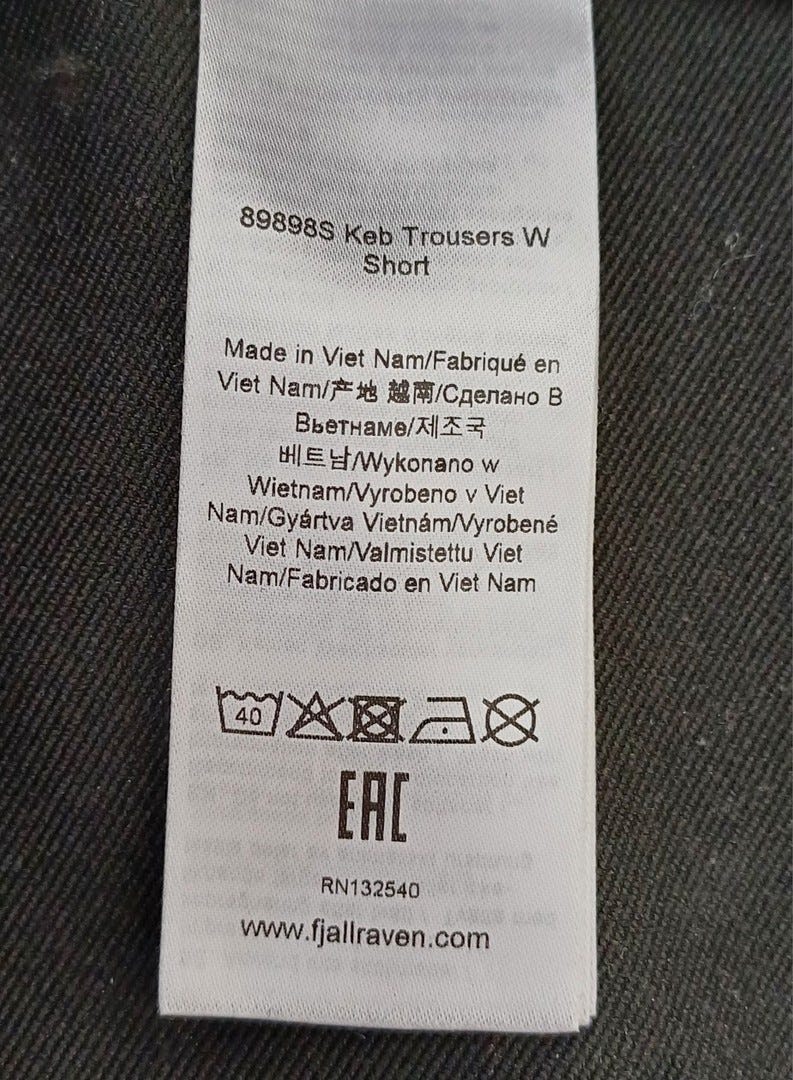 89898S Keb Trousers W
Short
Made in Viet Nam/Fabriqué en
Viet Nam/产地 越南/Сделано В
Вьетнаме/제조국
베트남/Wykonano w
Wietnam/Vyrobeno v Viet
Nam/Gyártva Vietnám/Vyrobené
Viet Nam/Valmistettu Viet
Nam/Fabricado en Viet Nam
40
EAC
RN132540
www.fjallraven.com